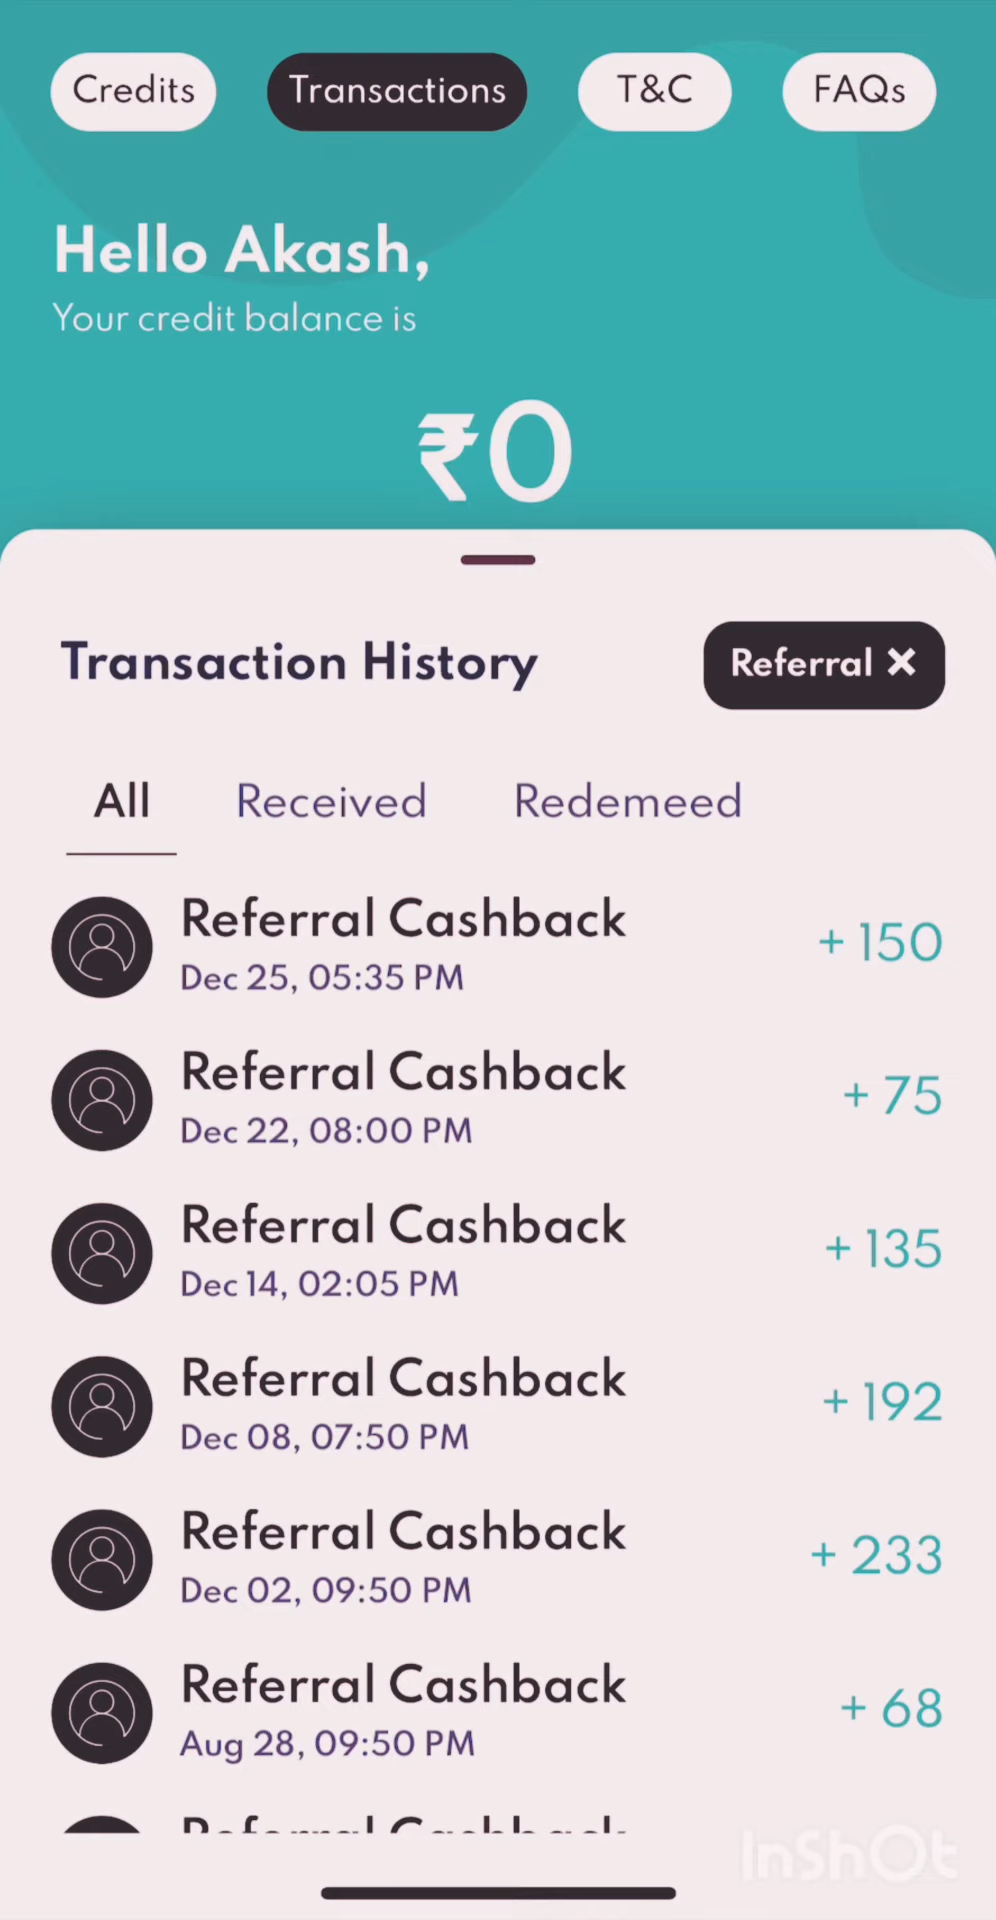 Credits Transactions T&C FAQs
Hello Akash,
Your credit balance is
₹0
Transaction History Referral ×
All Received Redemeed
Referral Cashback + 150
Dec 25, 05:35 PM
Referral Cashback + 75
Dec 22, 08:00 PM
Referral Cashback + 135
Dec 14, 02:05 PM
Referral Cashback + 192
Dec 08, 07:50 PM
Referral Cashback + 233
Dec 02, 09:50 PM
Referral Cashback + 68
Aug 28, 09:50 PM
Referral Cashback
InShOt